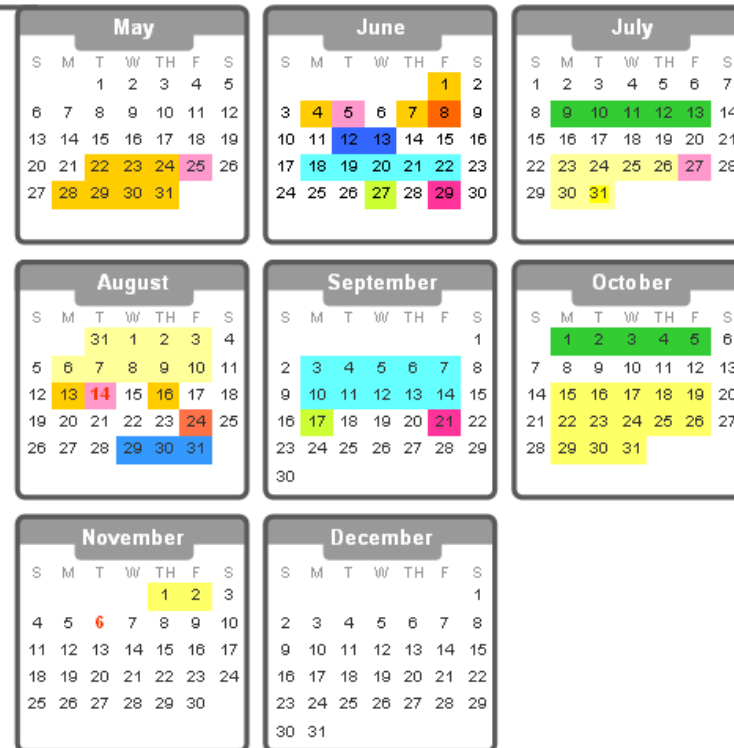 May
S M T W TH F S
1 2 3 4 5
6 7 8 9 10 11 12
13 14 15 16 17 18 19
20 21 22 23 24 25 26
27 28 29 30 31
June
S M T W TH F S
1 2
3 4 5 6 7 8 9
10 11 12 13 14 15 16
17 18 19 20 21 22 23
24 25 26 27 28 29 30
July
S M T W TH F S
1 2 3 4 5 6 7
8 9 10 11 12 13 14
15 16 17 18 19 20 21
22 23 24 25 26 27 28
29 30 31
August
S M T W TH F S
31 1 2 3 4
5 6 7 8 9 10 11
12 13 14 15 16 17 18
19 20 21 22 23 24 25
26 27 28 29 30 31
September
S M T W TH F S
1
2 3 4 5 6 7 8
9 10 11 12 13 14 15
16 17 18 19 20 21 22
23 24 25 26 27 28 29
30
October
S M T W TH F S
1 2 3 4 5 6
7 8 9 10 11 12 13
14 15 16 17 18 19 20
21 22 23 24 25 26 27
28 29 30 31
November
S M T W TH F S
1 2 3
4 5 6 7 8 9 10
11 12 13 14 15 16 17
18 19 20 21 22 23 24
25 26 27 28 29 30
December
S M T W TH F S
1
2 3 4 5 6 7 8
9 10 11 12 13 14 15
16 17 18 19 20 21 22
23 24 25 26 27 28 29
30 31